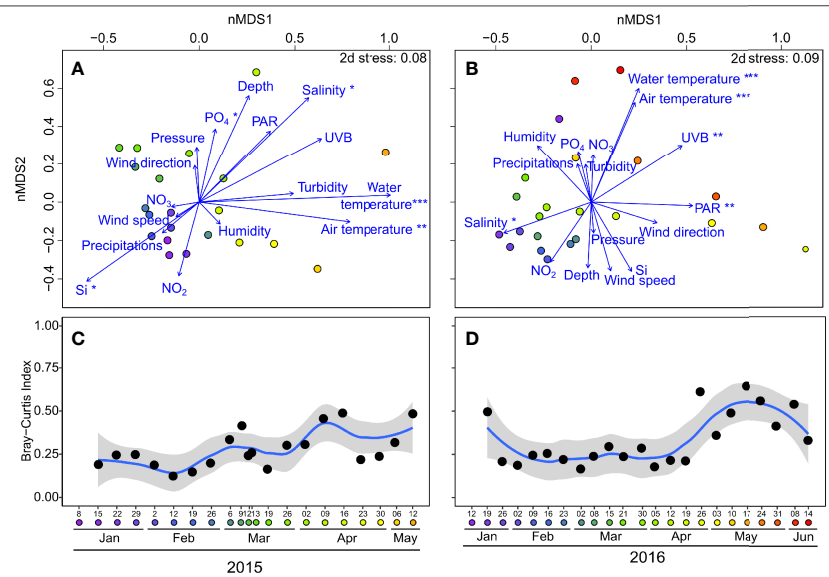 nMDS1
nMDS1
−0.5 0.0 0.5 1.0
−0.5 0.0 0.5 1.0
2d stress: 0.08
2d stress: 0.09
A
B
nMDS2
0.6
0.4
0.2
0.0
−0.2
−0.4
Depth
Salinity *
PO4 *
PAR
Pressure
UVB
Wind direction
Turbidity
Water
temperature***
NO3
Wind speed
Humidity
Air temperature **
Precipitations
Si *
NO2
Water temperature ***
Air temperature ***
Humidity
PO4
NO3
UVB **
Precipitations
Turbidity
PAR **
Salinity *
Wind direction
Pressure
NO2
Depth
Si
Wind speed
C
D
Bray−Curtis Index
1.00
0.75
0.50
0.25
0.00
8 15 22 29 2 12 19 26 6 9 12 13 19 26 02 09 16 23 30 06 12
Jan Feb Mar Apr May
2015
12 19 26 02 09 16 23 02 08 15 21 30 05 12 19 26 03 10 17 24 31 08 14
Jan Feb Mar Apr May Jun
2016